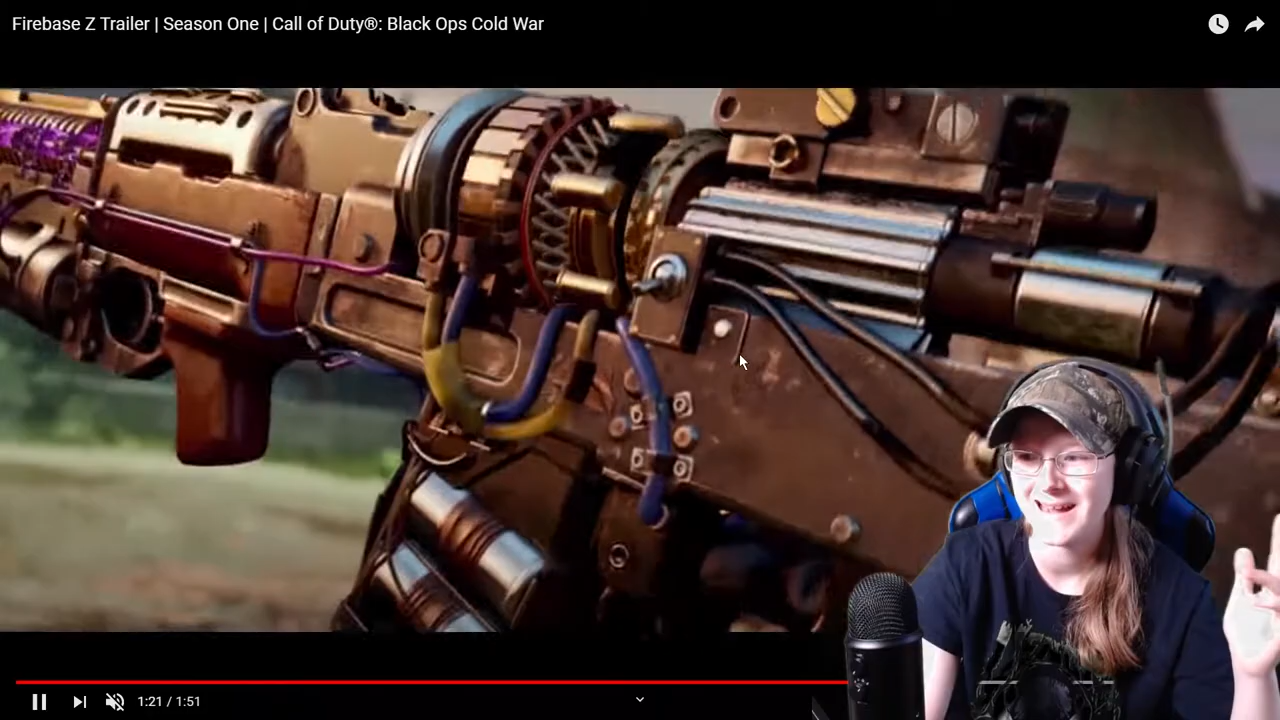 Firebase Z Trailer | Season One | Call of Duty®: Black Ops Cold War
1:21 / 1:51